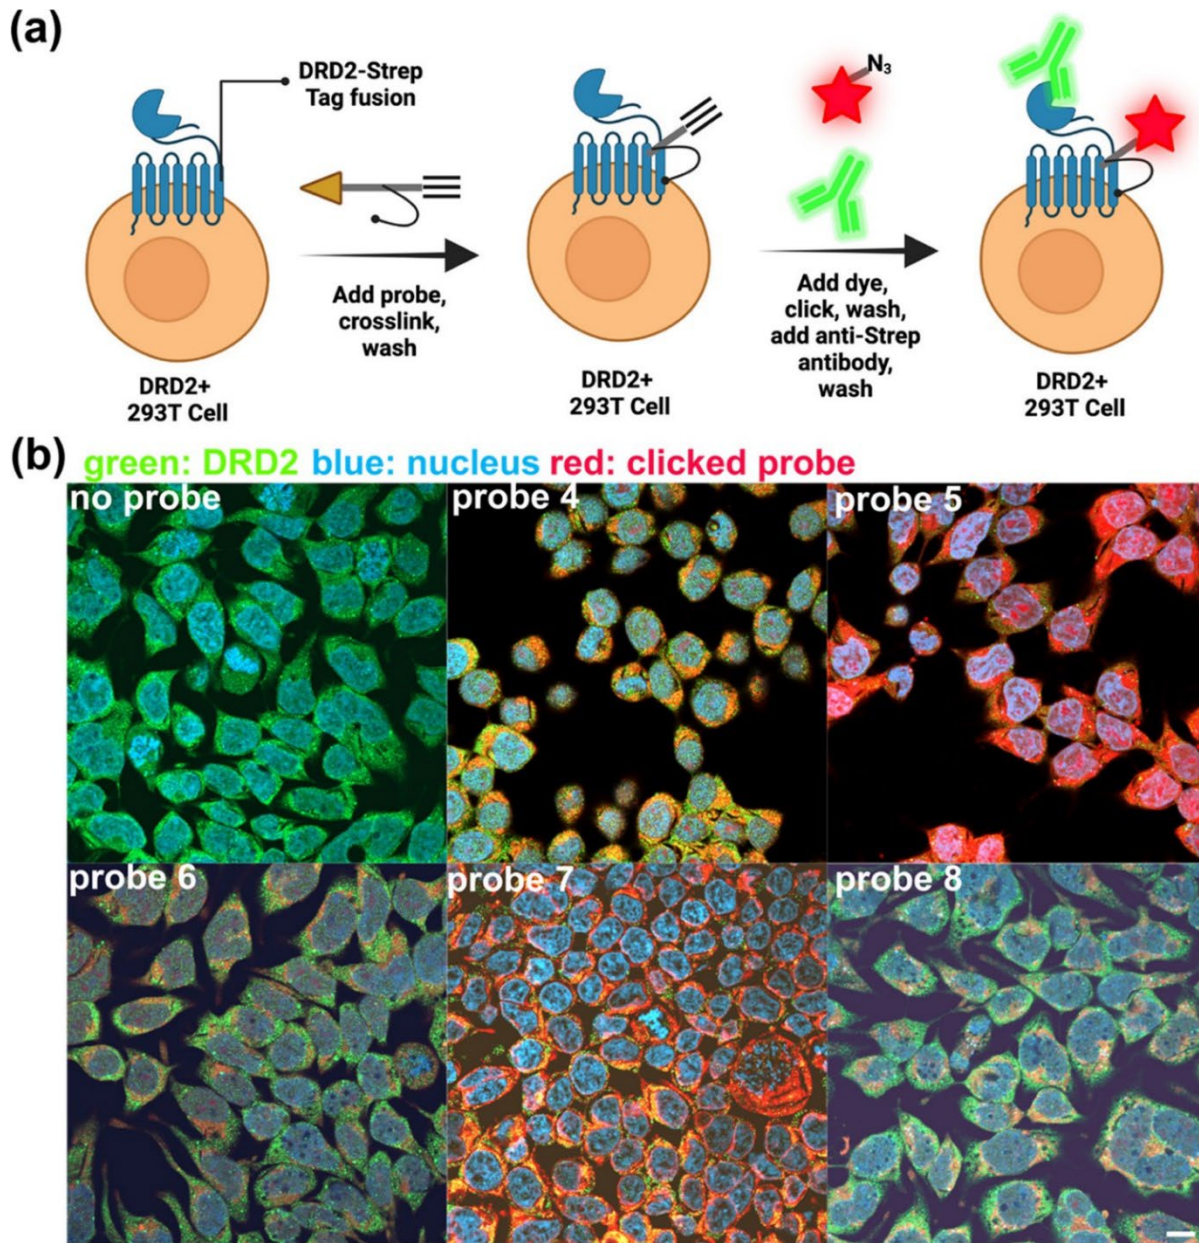 (a)
DRD2-Strep
Tag fusion
Add probe,
crosslink,
wash
N3
Add dye,
click, wash,
add anti-Strep
antibody,
wash
DRD2+
293T Cell
DRD2+
293T Cell
DRD2+
293T Cell
(b)
green: DRD2 blue: nucleus red: clicked probe
no probe
probe 4
probe 5
probe 6
probe 7
probe 8